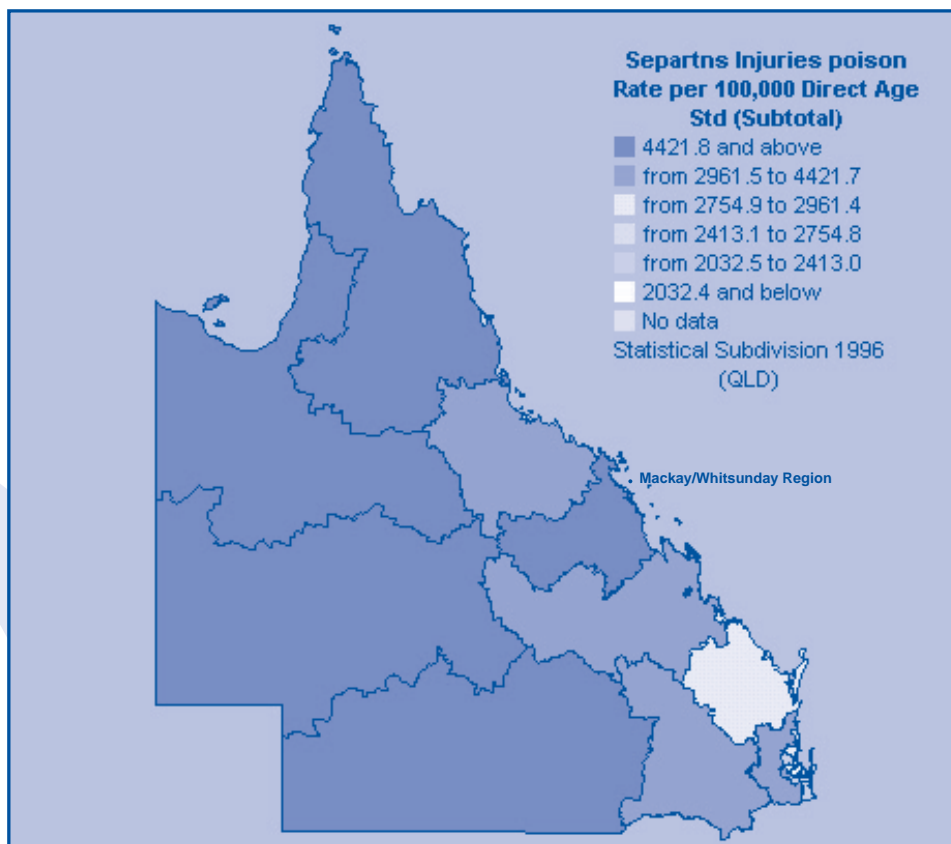 Separtns Injuries poison
Rate per 100,000 Direct Age
Std (Subtotal)
4421.8 and above
from 2961.5 to 4421.7
from 2754.9 to 2961.4
from 2413.1 to 2754.8
from 2032.5 to 2413.0
2032.4 and below
No data
Statistical Subdivision 1996
(QLD)
Mackay/Whitsunday Region